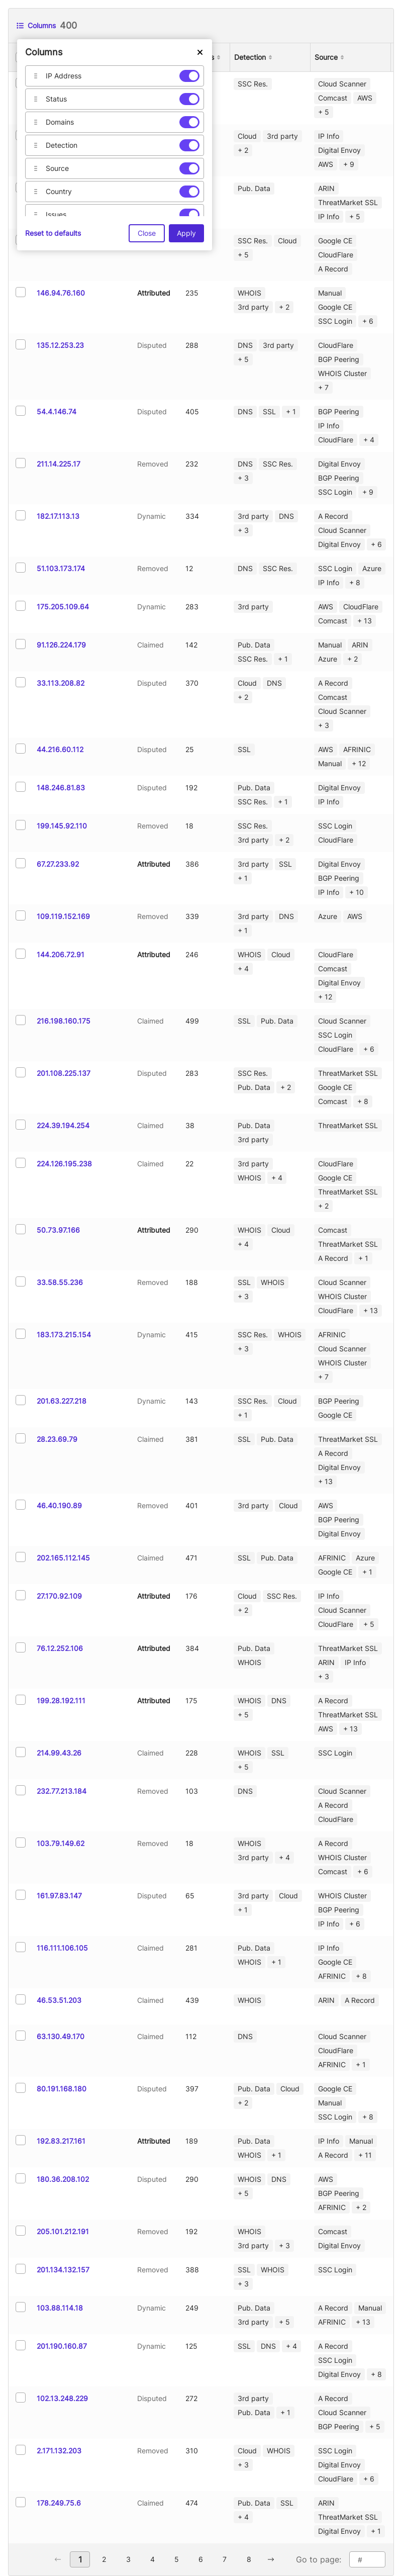 Columns 400
Columns ×
s Detection Source
IP Address
Status
Domains
Detection
Source
Country
Issues
Reset to defaults Close Apply
SSC Res. Cloud Scanner
Comcast AWS
+ 5
Cloud 3rd party IP Info
+ 2 Digital Envoy
AWS + 9
Pub. Data ARIN
ThreatMarket SSL
IP Info + 5
SSC Res. Cloud Google CE
+ 5 CloudFlare
A Record
146.94.76.160 Attributed 235 WHOIS Manual
3rd party + 2 Google CE
SSC Login + 6
135.12.253.23 Disputed 288 DNS 3rd party CloudFlare
+ 5 BGP Peering
WHOIS Cluster
+ 7
54.4.146.74 Disputed 405 DNS SSL + 1 BGP Peering
IP Info
CloudFlare + 4
211.14.225.17 Removed 232 DNS SSC Res. Digital Envoy
+ 3 BGP Peering
SSC Login + 9
182.17.113.13 Dynamic 334 3rd party DNS A Record
+ 3 Cloud Scanner
Digital Envoy + 6
51.103.173.174 Removed 12 DNS SSC Res. SSC Login Azure
IP Info + 8
175.205.109.64 Dynamic 283 3rd party AWS CloudFlare
Comcast + 13
91.126.224.179 Claimed 142 Pub. Data Manual ARIN
SSC Res. + 1 Azure + 2
33.113.208.82 Disputed 370 Cloud DNS A Record
+ 2 Comcast
Cloud Scanner
+ 3
44.216.60.112 Disputed 25 SSL AWS AFRINIC
Manual + 12
148.246.81.83 Disputed 192 Pub. Data Digital Envoy
SSC Res. + 1 IP Info
199.145.92.110 Removed 18 SSC Res. SSC Login
3rd party + 2 CloudFlare
67.27.233.92 Attributed 386 3rd party SSL Digital Envoy
+ 1 BGP Peering
IP Info + 10
109.119.152.169 Removed 339 3rd party DNS Azure AWS
+ 1
144.206.72.91 Attributed 246 WHOIS Cloud CloudFlare
+ 4 Comcast
Digital Envoy
+ 12
216.198.160.175 Claimed 499 SSL Pub. Data Cloud Scanner
SSC Login
CloudFlare + 6
201.108.225.137 Disputed 283 SSC Res. ThreatMarket SSL
Pub. Data + 2 Google CE
Comcast + 8
224.39.194.254 Claimed 38 Pub. Data ThreatMarket SSL
3rd party
224.126.195.238 Claimed 22 3rd party CloudFlare
WHOIS + 4 Google CE
ThreatMarket SSL
+ 2
50.73.97.166 Attributed 290 WHOIS Cloud Comcast
+ 4 ThreatMarket SSL
A Record + 1
33.58.55.236 Removed 188 SSL WHOIS Cloud Scanner
+ 3 WHOIS Cluster
CloudFlare + 13
183.173.215.154 Dynamic 415 SSC Res. WHOIS AFRINIC
+ 3 Cloud Scanner
WHOIS Cluster
+ 7
201.63.227.218 Dynamic 143 SSC Res. Cloud BGP Peering
+ 1 Google CE
28.23.69.79 Claimed 381 SSL Pub. Data ThreatMarket SSL
A Record
Digital Envoy
+ 13
46.40.190.89 Removed 401 3rd party Cloud AWS
BGP Peering
Digital Envoy
202.165.112.145 Claimed 471 SSL Pub. Data AFRINIC Azure
Google CE + 1
27.170.92.109 Attributed 176 Cloud SSC Res. IP Info
+ 2 Cloud Scanner
CloudFlare + 5
76.12.252.106 Attributed 384 Pub. Data ThreatMarket SSL
WHOIS ARIN IP Info
+ 3
199.28.192.111 Attributed 175 WHOIS DNS A Record
+ 5 ThreatMarket SSL
AWS + 13
214.99.43.26 Claimed 228 WHOIS SSL SSC Login
+ 5
232.77.213.184 Removed 103 DNS Cloud Scanner
A Record
CloudFlare
103.79.149.62 Removed 18 WHOIS A Record
3rd party + 4 WHOIS Cluster
Comcast + 6
161.97.83.147 Disputed 65 3rd party Cloud WHOIS Cluster
+ 1 BGP Peering
IP Info + 6
116.111.106.105 Claimed 281 Pub. Data IP Info
WHOIS + 1 Google CE
AFRINIC + 8
46.53.51.203 Claimed 439 WHOIS ARIN A Record
63.130.49.170 Claimed 112 DNS Cloud Scanner
CloudFlare
AFRINIC + 1
80.191.168.180 Disputed 397 Pub. Data Cloud Google CE
+ 2 Manual
SSC Login + 8
192.83.217.161 Attributed 189 Pub. Data IP Info Manual
WHOIS + 1 A Record + 11
180.36.208.102 Disputed 290 WHOIS DNS AWS
+ 5 BGP Peering
AFRINIC + 2
205.101.212.191 Removed 192 WHOIS Comcast
3rd party + 3 Digital Envoy
201.134.132.157 Removed 388 SSL WHOIS SSC Login
+ 3
103.88.114.18 Dynamic 249 Pub. Data A Record Manual
3rd party + 5 AFRINIC + 13
201.190.160.87 Dynamic 125 SSL DNS + 4 A Record
SSC Login
Digital Envoy + 8
102.13.248.229 Disputed 272 3rd party A Record
Pub. Data + 1 Cloud Scanner
BGP Peering + 5
2.171.132.203 Removed 310 Cloud WHOIS SSC Login
+ 3 Digital Envoy
CloudFlare + 6
178.249.75.6 Claimed 474 Pub. Data SSL ARIN
+ 4 ThreatMarket SSL
Digital Envoy + 1
← 1 2 3 4 5 6 7 8 → Go to page: #